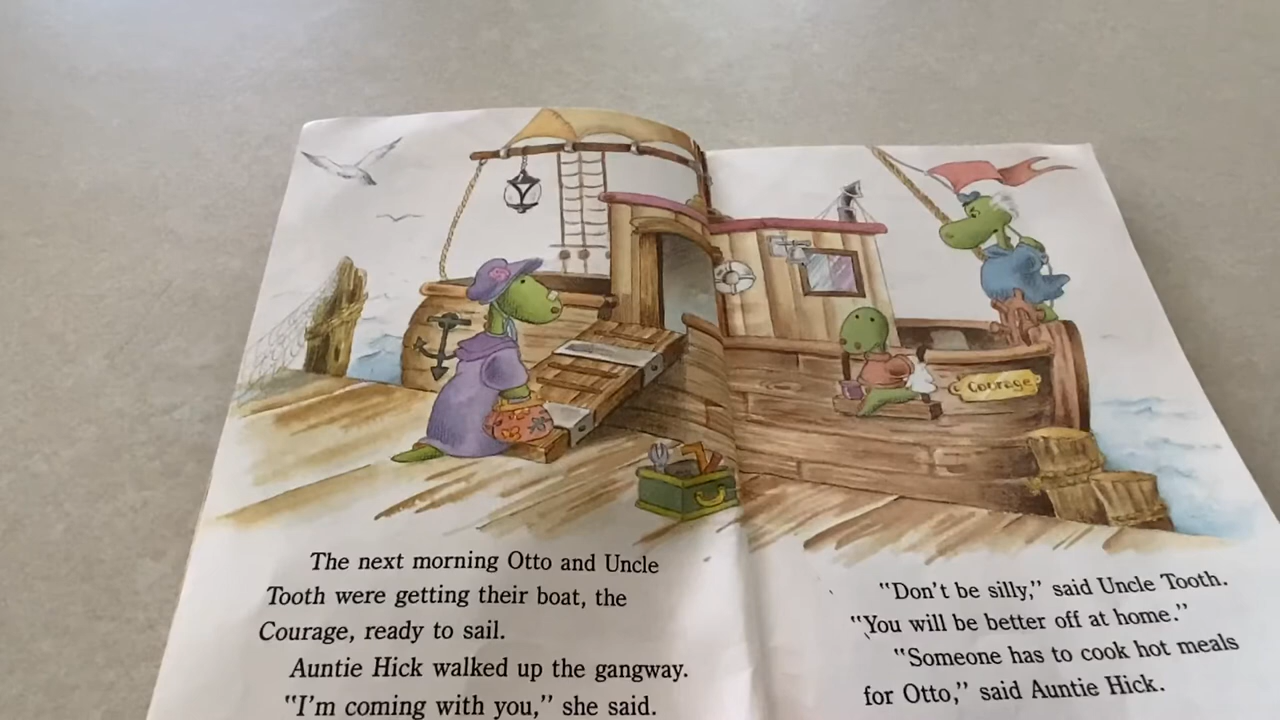 Courage
The next morning Otto and Uncle
Tooth were getting their boat, the
Courage, ready to sail.
Auntie Hick walked up the gangway.
"I'm coming with you," she said.
"Don't be silly," said Uncle Tooth.
"You will be better off at home."
"Someone has to cook hot meals
for Otto," said Auntie Hick.